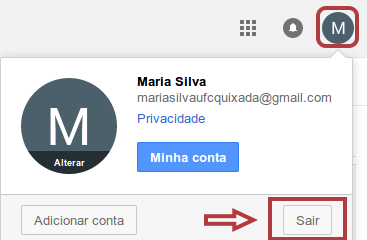 M
Maria Silva
mariasilvaufcquixada@gmail.com
Privacidade
M
Alterar
Minha conta
Adicionar conta
Sair